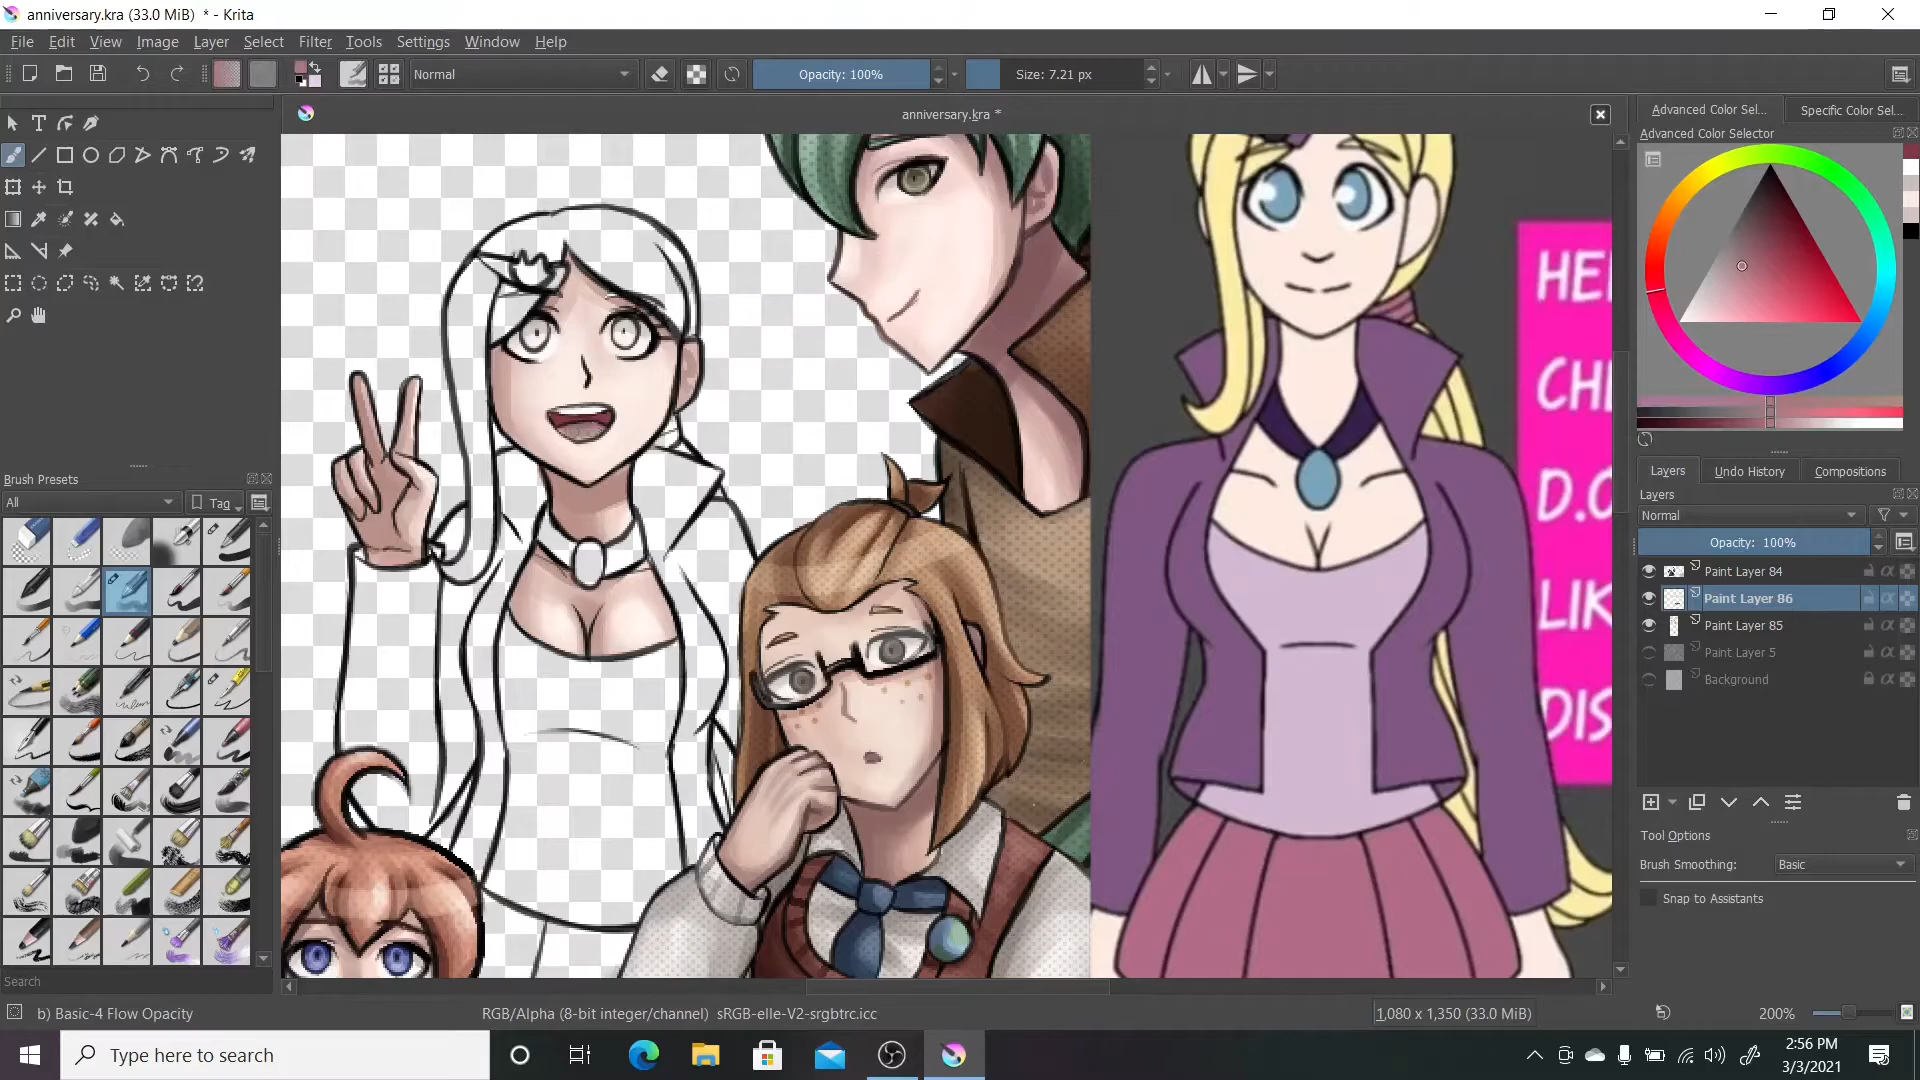 anniversary.kra (33.0 MiB)  * - Krita
File Edit View Image Layer Select Filter Tools Settings Window Help
Normal Opacity: 100% Size: 7.21 px
anniversary.kra *
Advanced Color Sel... Specific Color Sel...
Advanced Color Selector
Brush Presets
All Tag
Layers Undo History Compositions
Layers
Normal
Opacity:  100%
Paint Layer 84
Paint Layer 86
Paint Layer 85
Paint Layer 5
Background
Tool Options
Brush Smoothing: Basic
Snap to Assistants
Search
b) Basic-4 Flow Opacity RGB/Alpha (8-bit integer/channel)  sRGB-elle-V2-srgbtrc.icc 1,080 x 1,350 (33.0 MiB) 200%
Type here to search
2:56 PM
3/3/2021